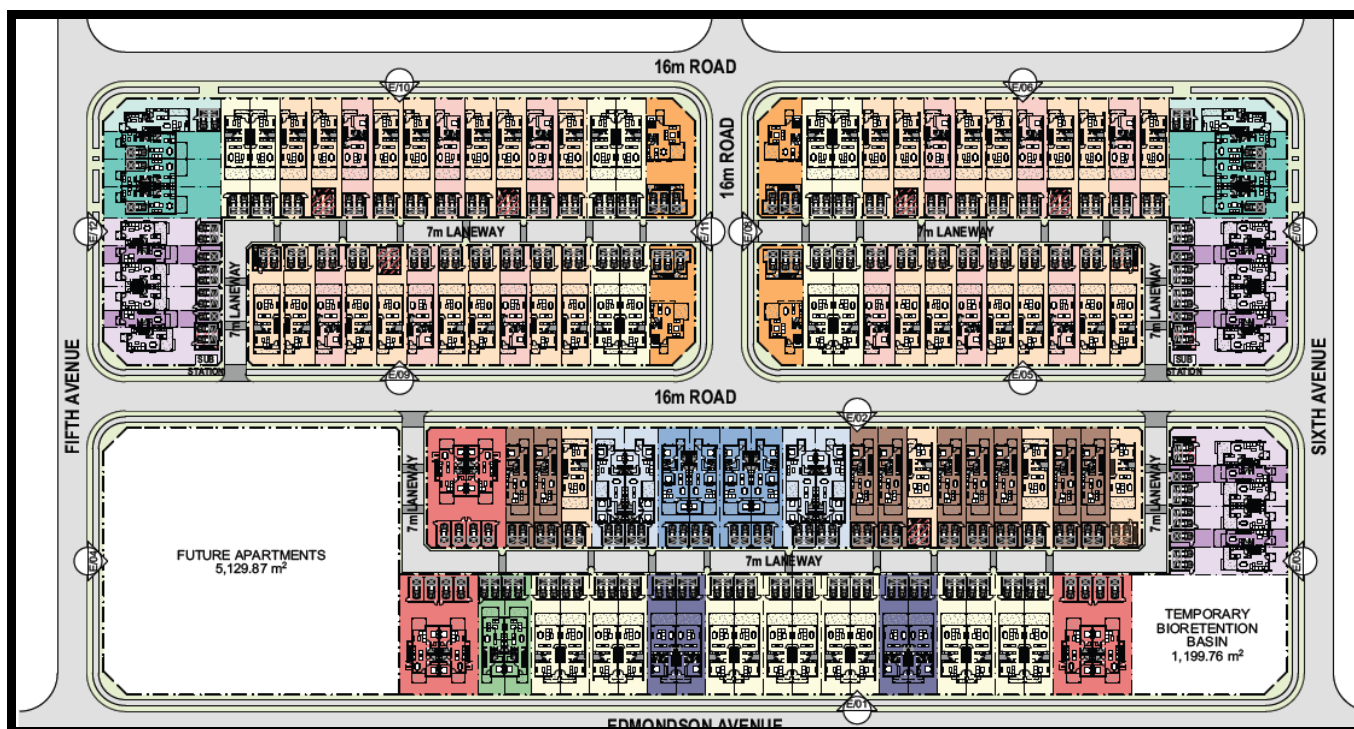 16m ROAD
E/10
E/06
16m ROAD
E/12
7m LANEWAY
E/11
E/08
7m LANEWAY
E/07
7m LANEWAY
7m LANEWAY
SUB
STATION
SUB
STATION
E/09
E/05
FIFTH AVENUE
16m ROAD
SIXTH AVENUE
E/02
7m LANEWAY
7m LANEWAY
FUTURE APARTMENTS
5,129.87 m²
7m LANEWAY
E/04
E/03
TEMPORARY
BIORETENTION
BASIN
1,199.76 m²
E/01
EDMONDSON AVENUE